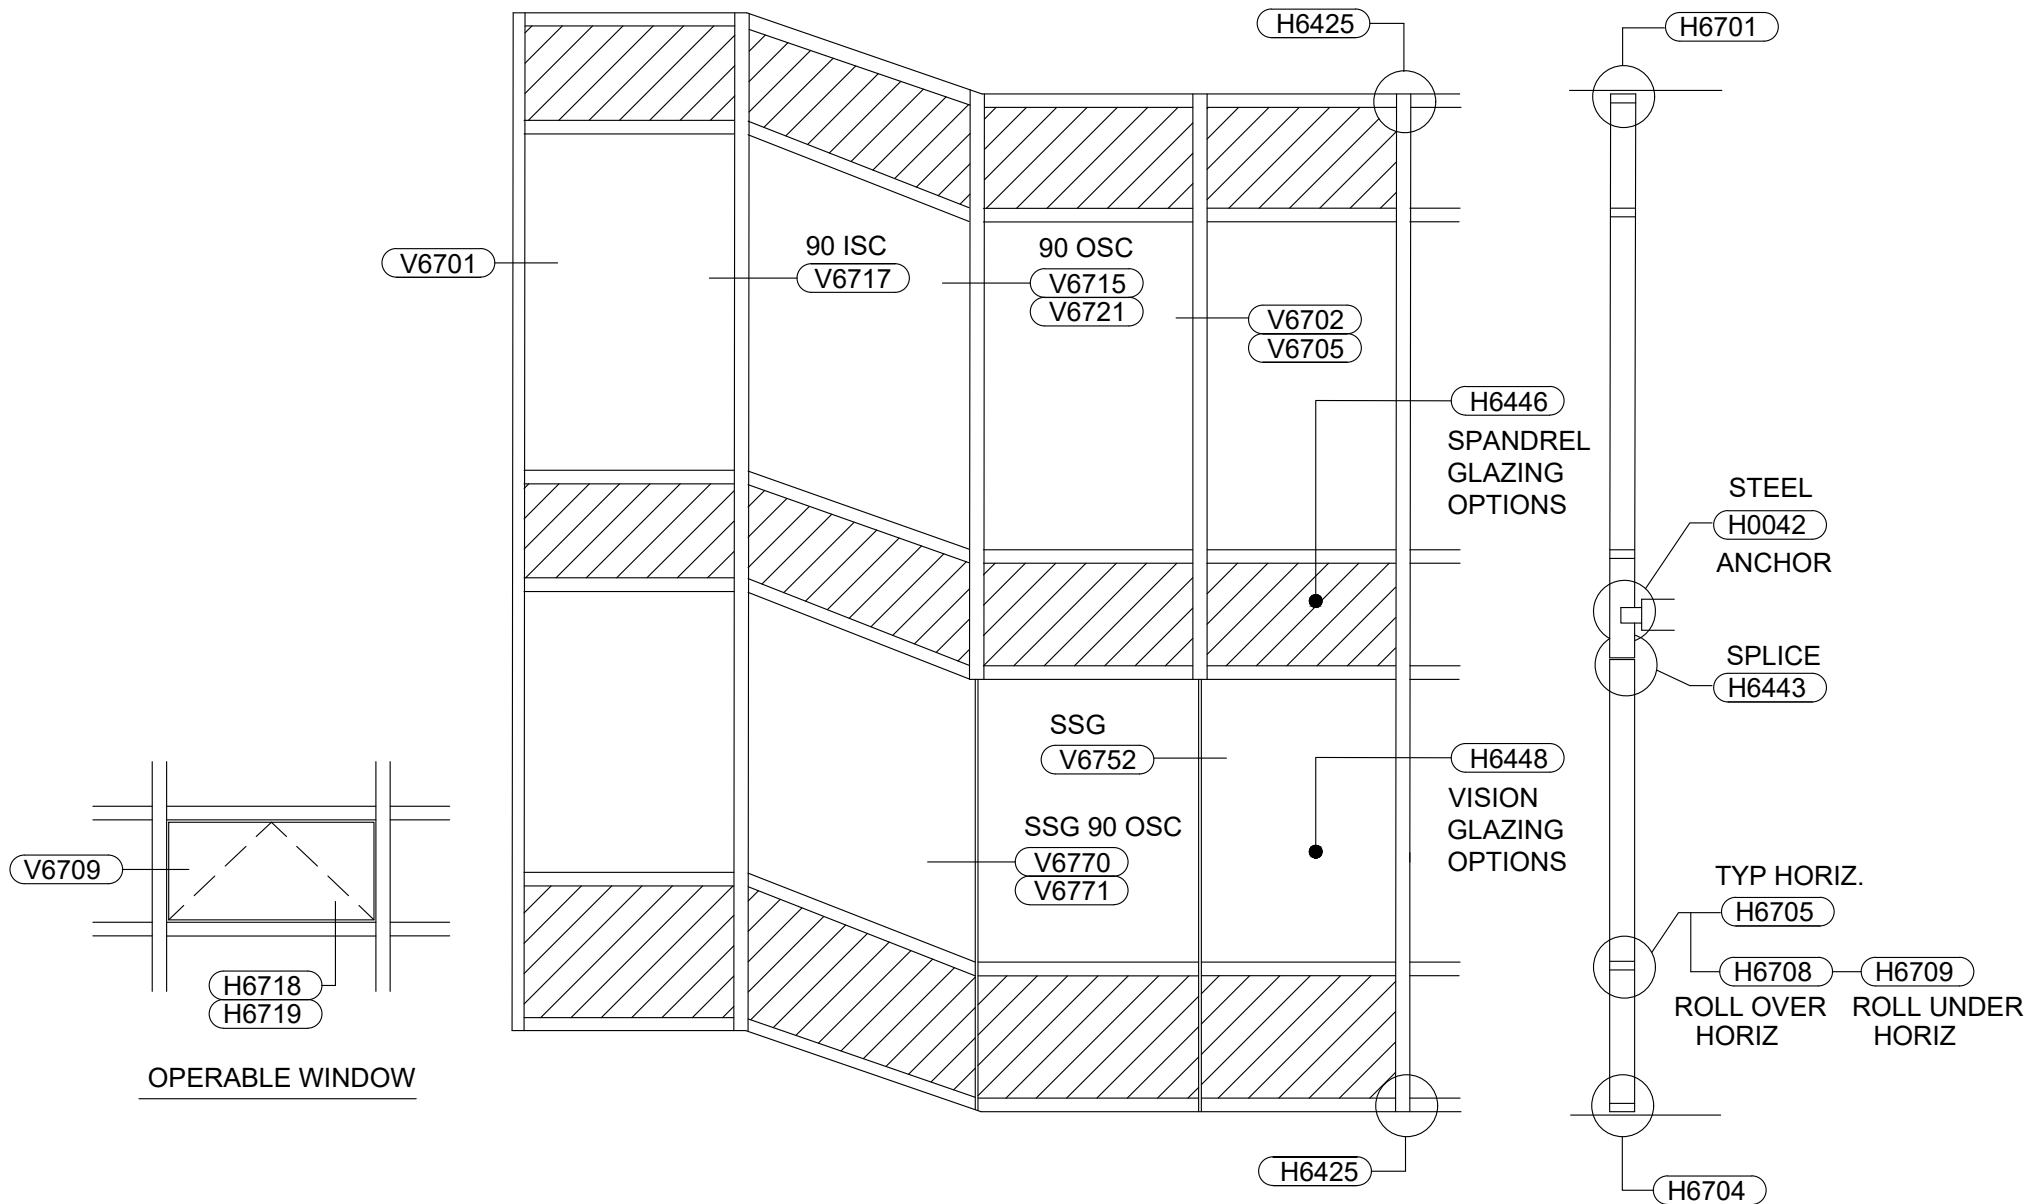 H6425
H6701
90 ISC
V6717
90 OSC
V6715
V6721
V6701
V6702
V6705
H6446
SPANDREL
GLAZING
OPTIONS
STEEL
H0042
ANCHOR
SPLICE
H6443
SSG
V6752
H6448
VISION
GLAZING
OPTIONS
SSG 90 OSC
V6770
V6771
V6709
H6718
H6719
OPERABLE WINDOW
TYP HORIZ.
H6705
H6708
H6709
ROLL OVER
HORIZ
ROLL UNDER
HORIZ
H6425
H6704